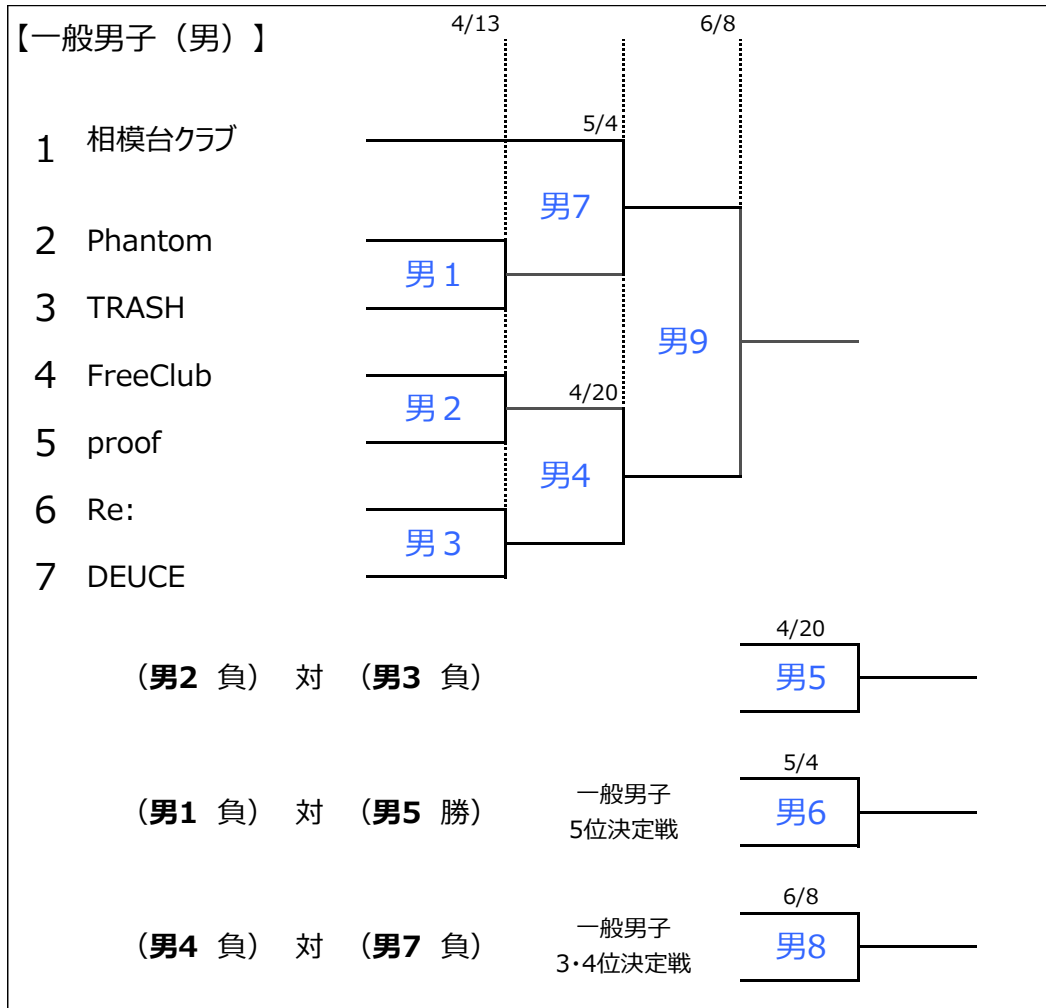 【一般男子（男）】
4/13
6/8
5/4
1 相模台クラブ
男7
2 Phantom
男１
3 TRASH
男9
4 FreeClub
4/20
男２
5 proof
男4
6 Re:
男３
7 DEUCE
4/20
（男2 負） 対 （男3 負）
男5
5/4
（男1 負） 対 （男5 勝）
一般男子
5位決定戦
男6
6/8
（男4 負） 対 （男7 負）
一般男子
3・4位決定戦
男8